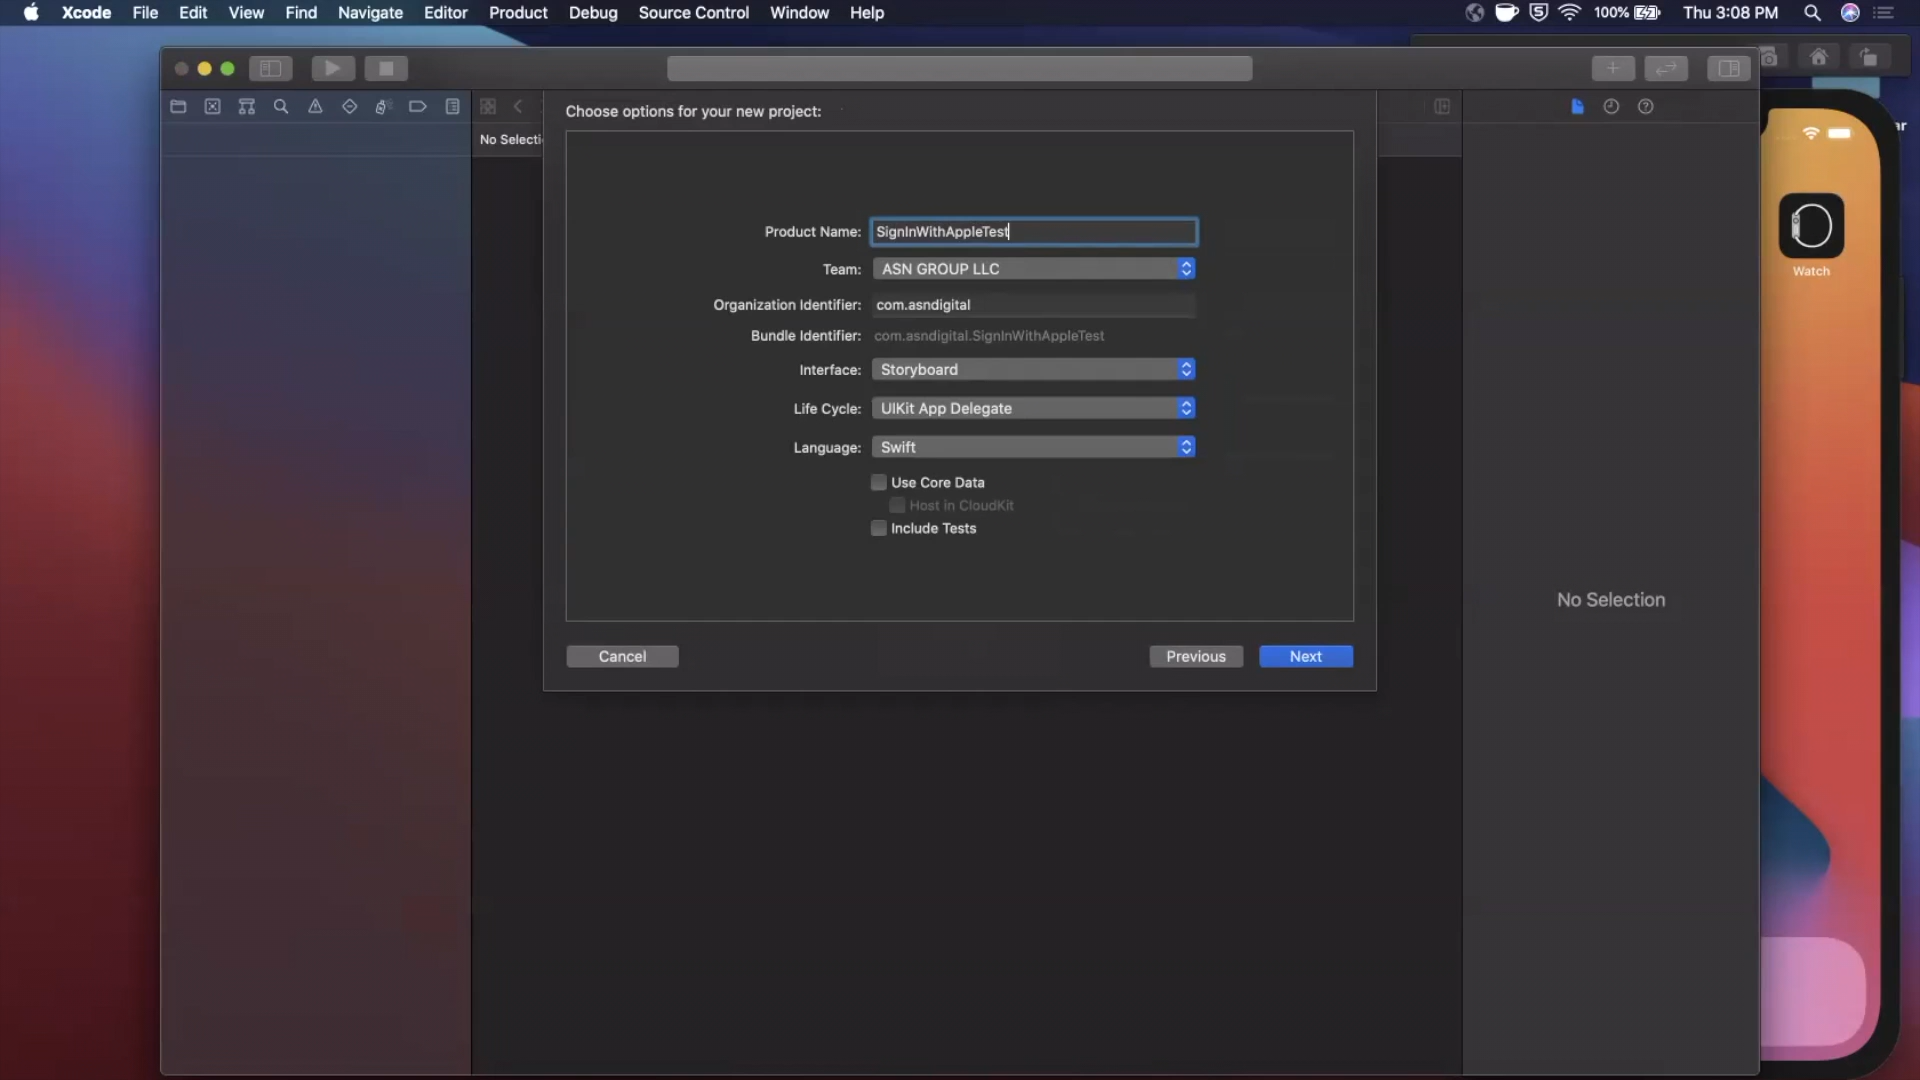 Xcode File Edit View Find Navigate Editor Product Debug Source Control Window Help 100% Thu 3:08 PM
Choose options for your new project:
No Selecti
Product Name: SignInWithAppleTest
Team: ASN GROUP LLC
Organization Identifier: com.asndigital
Bundle Identifier: com.asndigital.SignInWithAppleTest
Interface: Storyboard
Life Cycle: UIKit App Delegate
Language: Swift
Use Core Data
Host in CloudKit
Include Tests
Cancel Previous Next
No Selection
ar
Watch